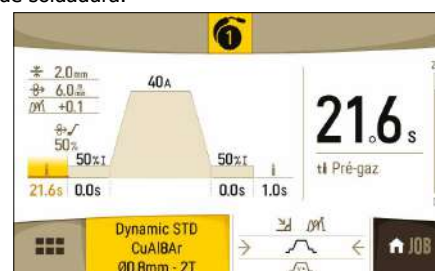 de soldadura.
1
2.0mm
6.0
+0.1
40A
50%
50%I
50%I
21.6s
0.0s
0.0s
1.0s
21.6 s
Pré-gaz
Dynamic STD
CuAlBAr
Ø0.8mm - 2T
JOB